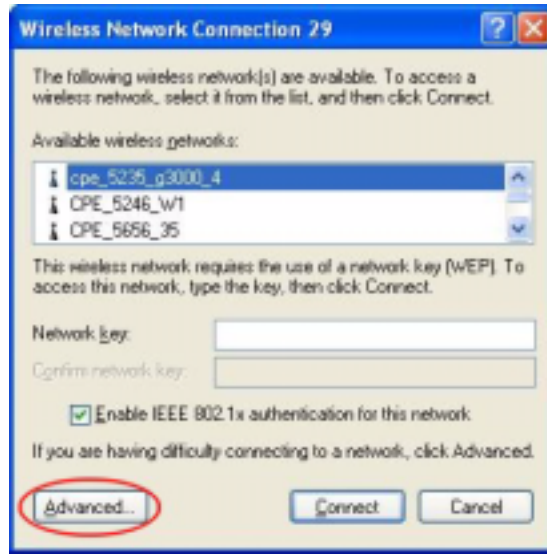 Wireless Network Connection 29
The following wireless network(s) are available. To access a
wireless network, select it from the list, and then click Connect.
Available wireless networks:
cpe_5235_g3000_4
CPE_5246_W1
CPE_5656_35
This wireless network requires the use of a network key (WEP). To
access this network, type the key, then click Connect.
Network key:
Confirm network key:
Enable IEEE 802.1x authentication for this network
If you are having difficulty connecting to a network, click Advanced.
Advanced... Connect Cancel